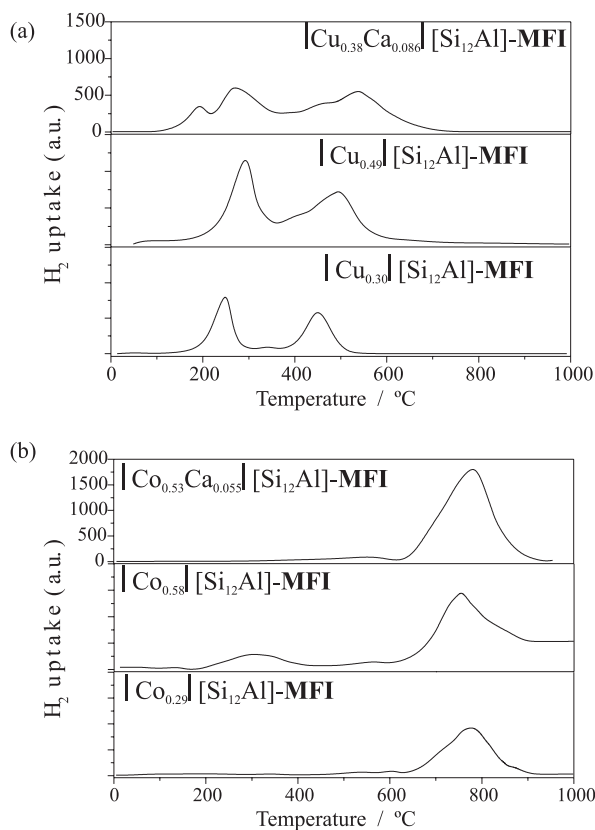 (a)
1500
|Cu0.38Ca0.086| [Si12Al]-MFI
1000
500
0
|Cu0.49| [Si12Al]-MFI
H2 uptake (a.u.)
|Cu0.30| [Si12Al]-MFI
0 200 400 600 800 1000
Temperature / ºC
(b)
2000
|Co0.53Ca0.055| [Si12Al]-MFI
1500
1000
500
0
|Co0.58| [Si12Al]-MFI
H2 uptake (a.u.)
|Co0.29| [Si12Al]-MFI
0 200 400 600 800 1000
Temperature / ºC